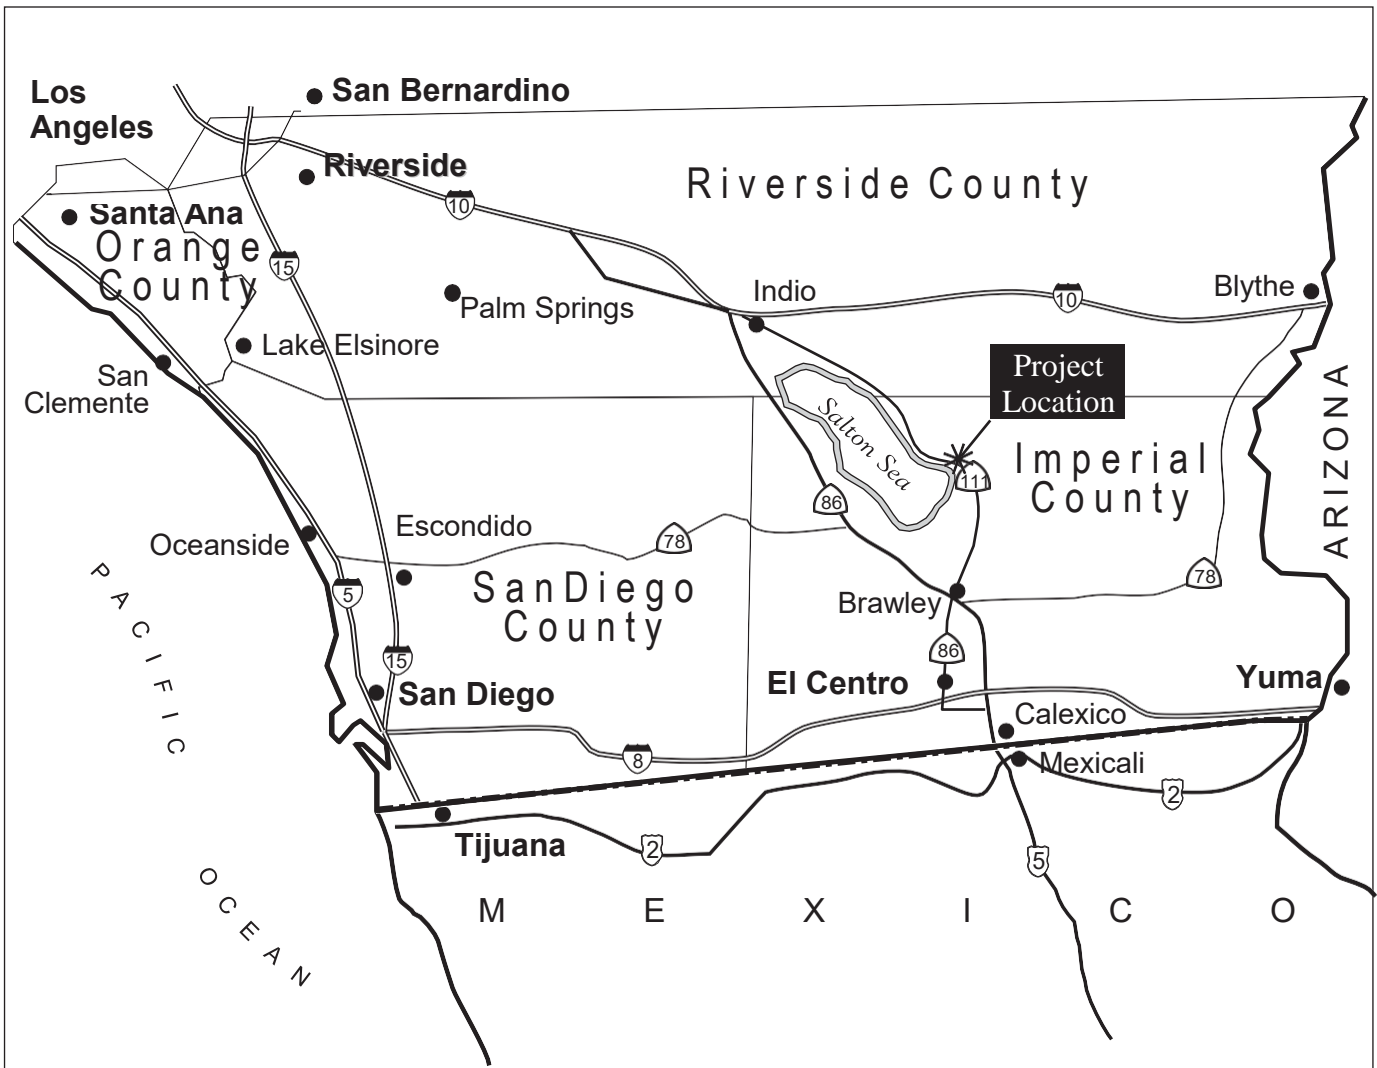 Los
Angeles
San Bernardino
Riverside
Riverside County
10
Santa Ana
Orange
County
15
Palm Springs
Indio
10
Blythe
Lake Elsinore
San
Clemente
Project
Location
Salton Sea
ARIZONA
Imperial
County
111
86
Escondido
Oceanside
78
78
5
San Diego
County
Brawley
PACIFIC
15
86
San Diego
El Centro
Yuma
Calexico
8
Mexicali
2
Tijuana
2
5
MEXICO
OCEAN